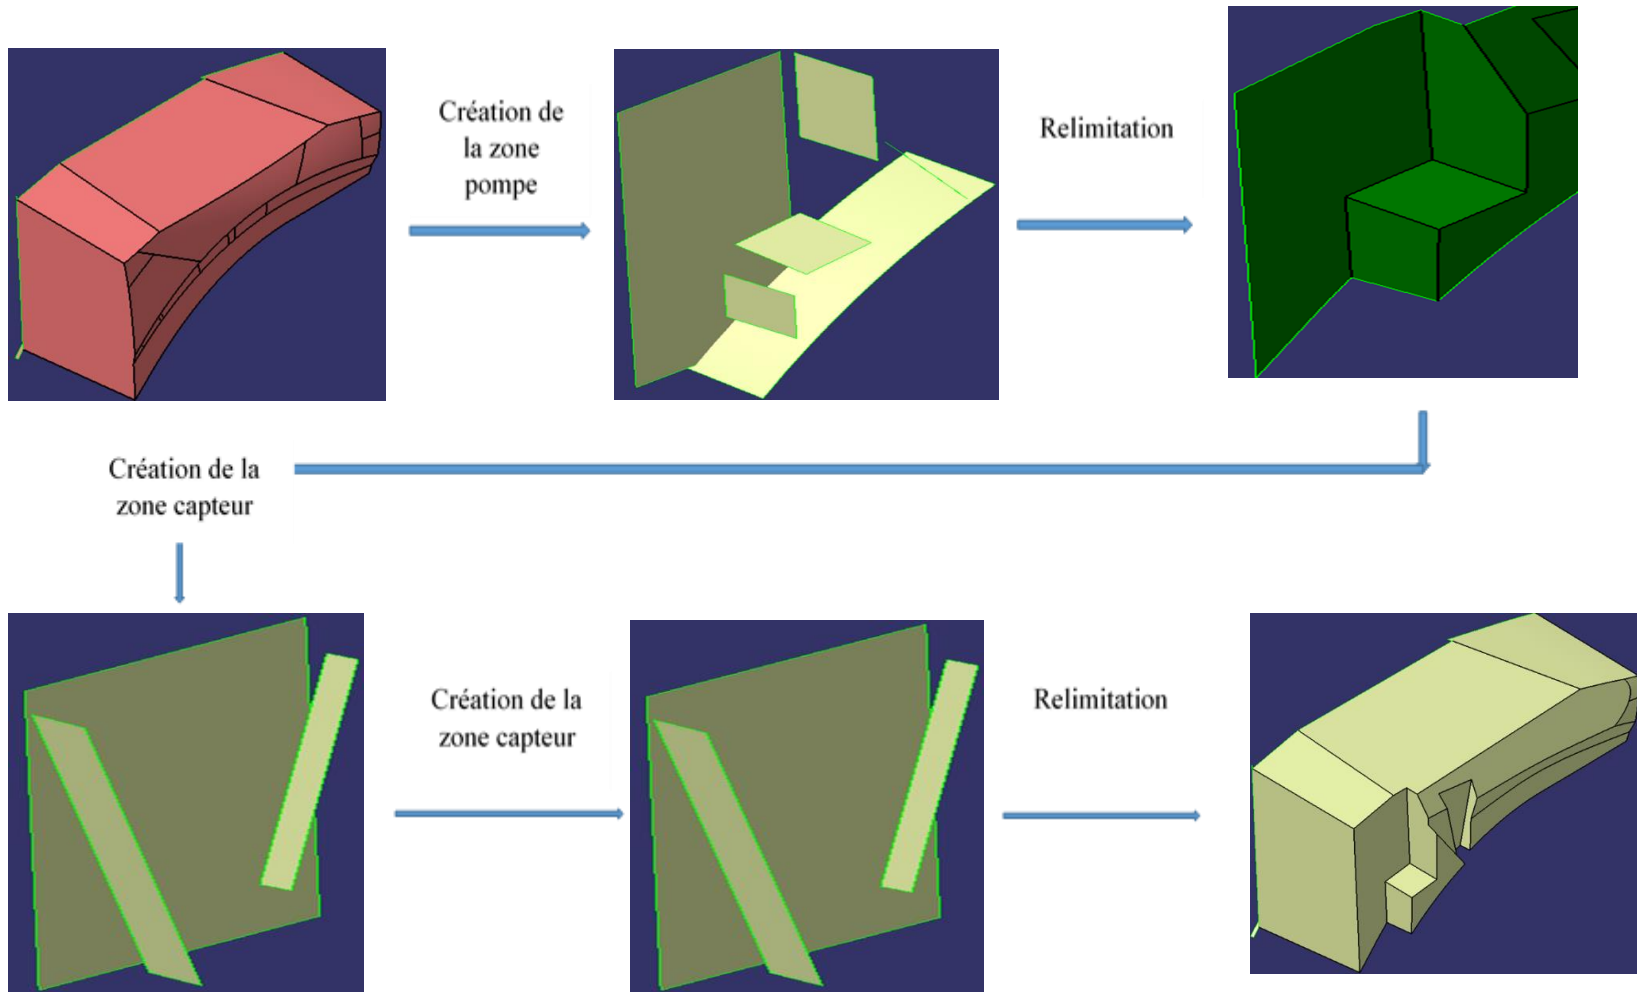 Création de
la zone
pompe
Relimitation
Création de la
zone capteur
Création de la
zone capteur
Relimitation